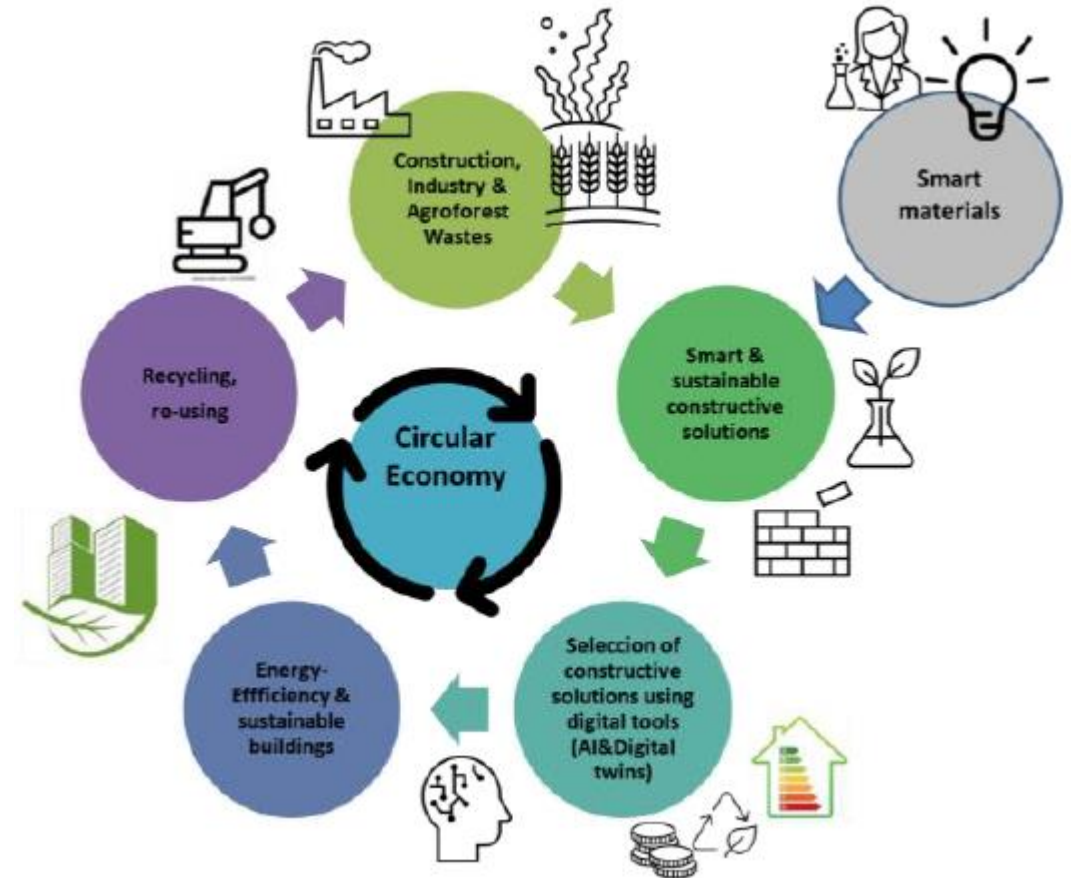 Construction,
Industry &
Agroforest
Wastes
Smart
materials
Smart &
sustainable
constructive
solutions
Seleccion of
constructive
solutions using
digital tools
(AI&Digital
twins)
Energy-
Effficiency &
sustainable
buildings
Recycling,
ro-using
Circular
Economy